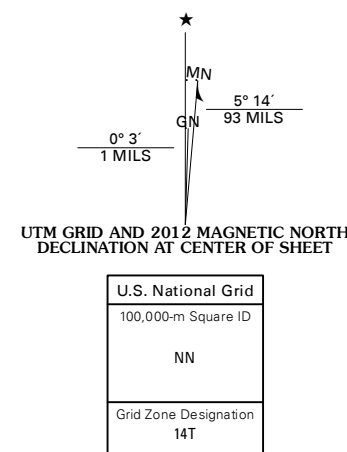 ★
MN
5° 14´
93 MILS
GN
0° 3´
1 MILS
UTM GRID AND 2012 MAGNETIC NORTH
DECLINATION AT CENTER OF SHEET
U.S. National Grid
100,000-m Square ID
NN
Grid Zone Designation
14T